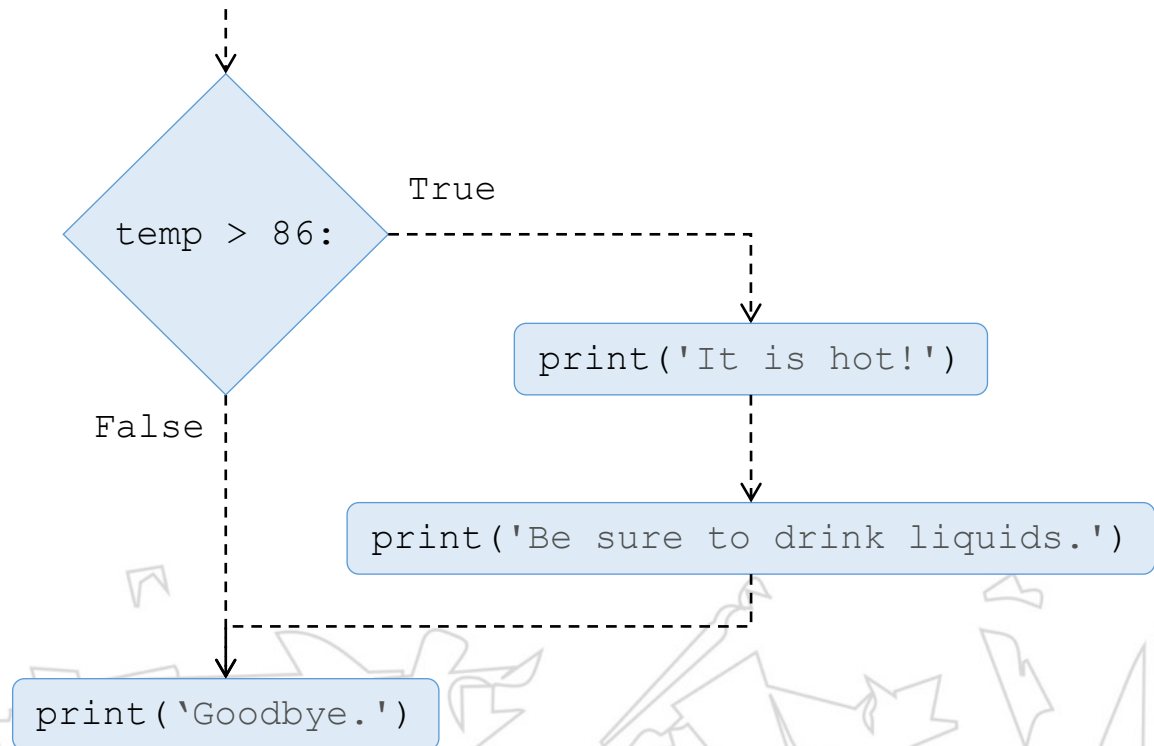 True
temp > 86:
print('It is hot!')
False
print('Be sure to drink liquids.')
print(‘Goodbye.')